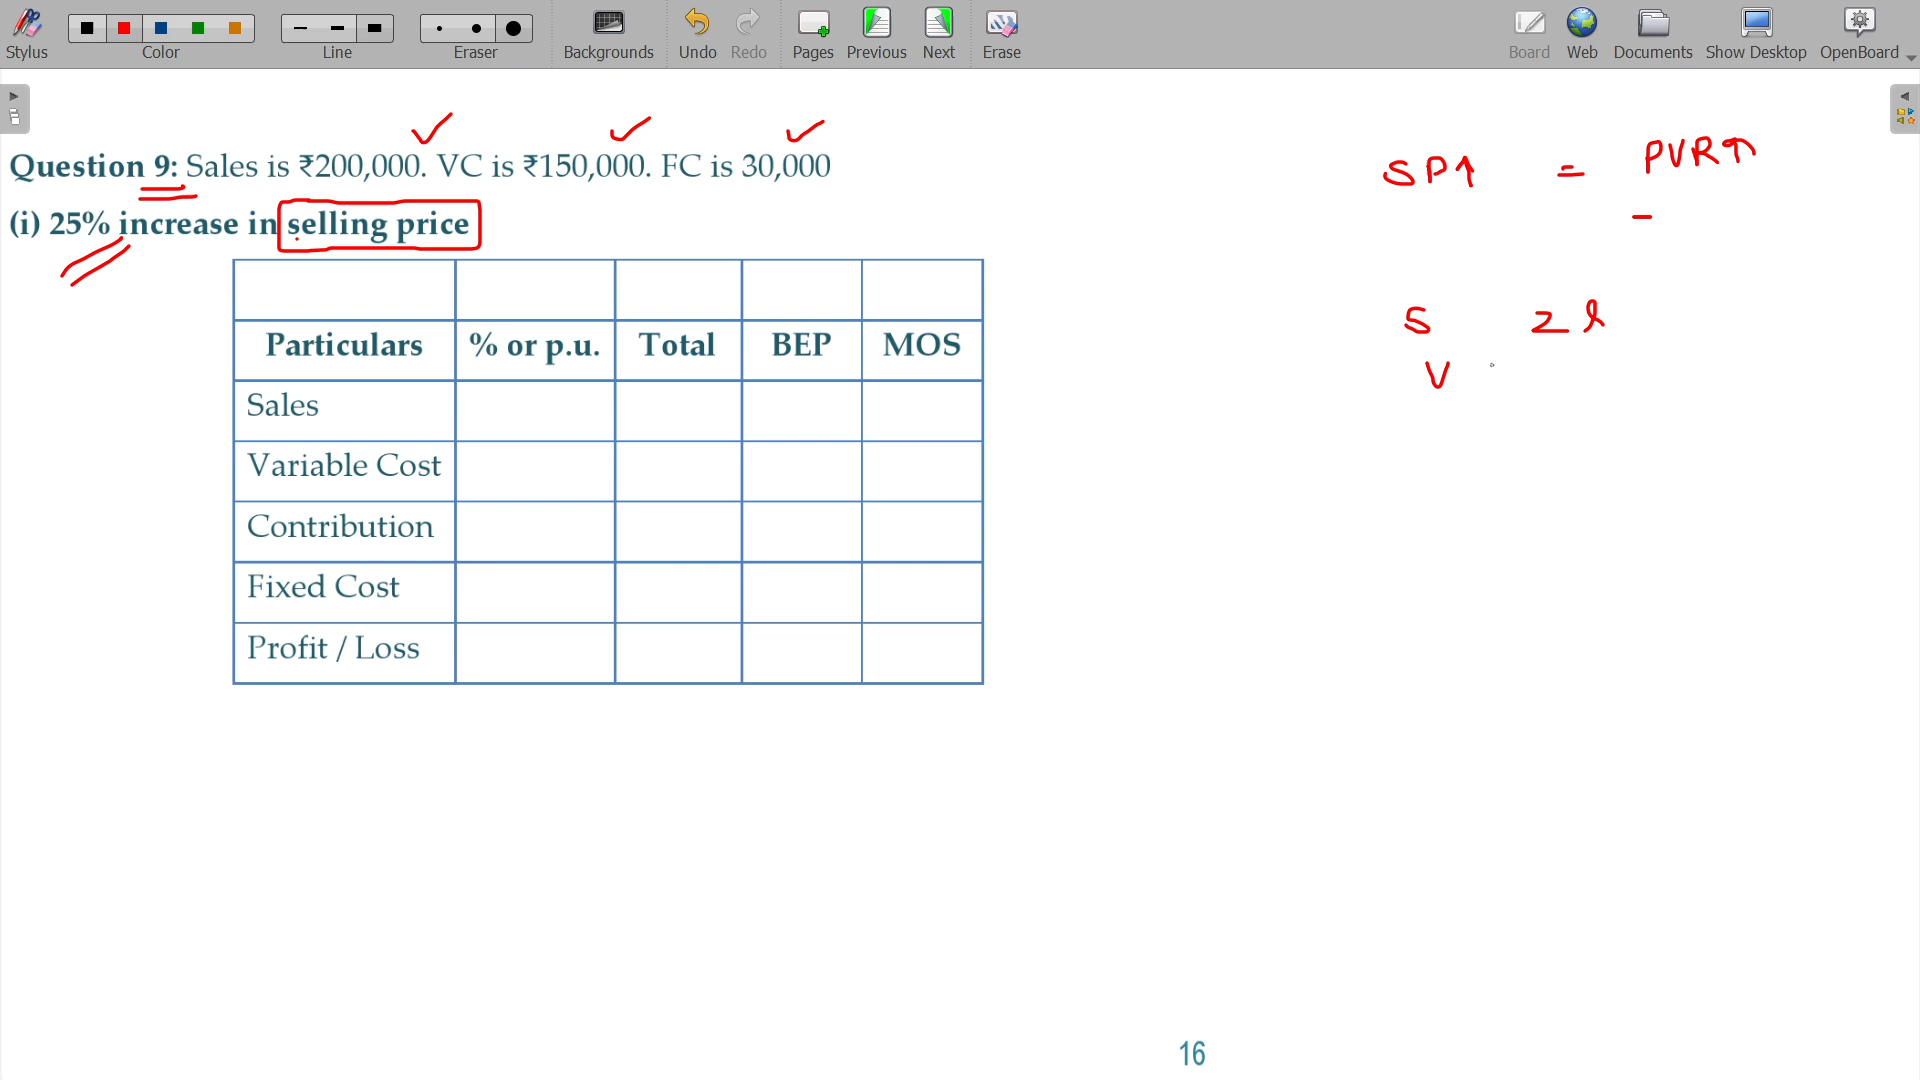 Stylus
Color
Line
Eraser
Backgrounds
Undo
Redo
Pages
Previous
Next
Erase
Board
Web
Documents
Show Desktop
OpenBoard
Question 9: Sales is ₹200,000. VC is ₹150,000. FC is 30,000
(i) 25% increase in selling price
Particulars % or p.u. Total BEP MOS
Sales
Variable Cost
Contribution
Fixed Cost
Profit / Loss
SP↑ = PVR↑
S 2 l
V
16